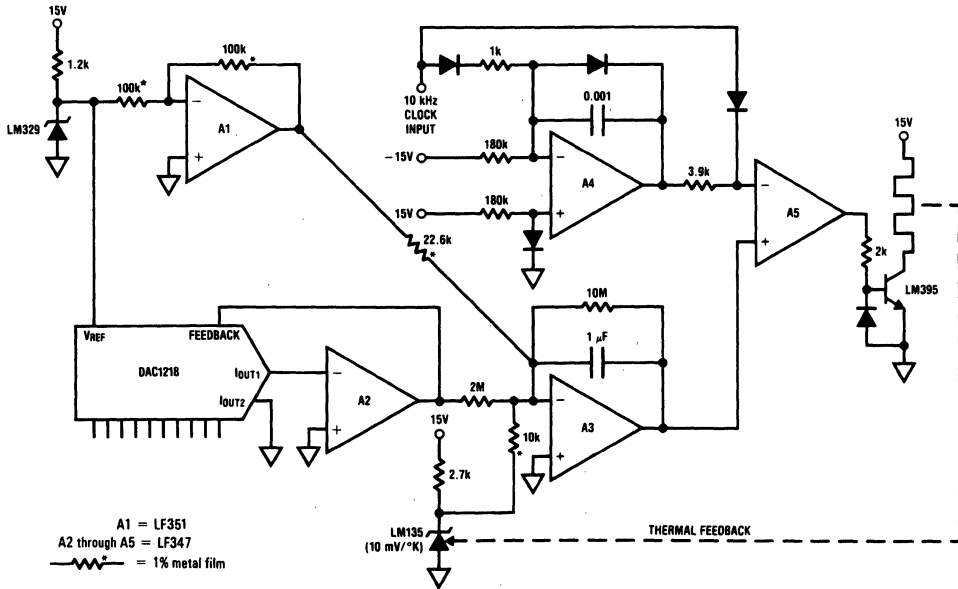 15V
1.2k
100k*
100k
*
LM329
A1
−
+
1k
0.001
10 kHz
CLOCK
INPUT
−15V
180k
15V
180k
−
+
A4
3.9k
−
+
A5
15V
2k
LM395
22.6k
*
VREF
FEEDBACK
DAC1218
IOUT1
IOUT2
−
+
A2
2M
10M
1 µF
−
+
A3
15V
10k
*
2.7k
LM135
(10 mV/°K)
THERMAL FEEDBACK
A1 = LF351
A2 through A5 = LF347
* = 1% metal film